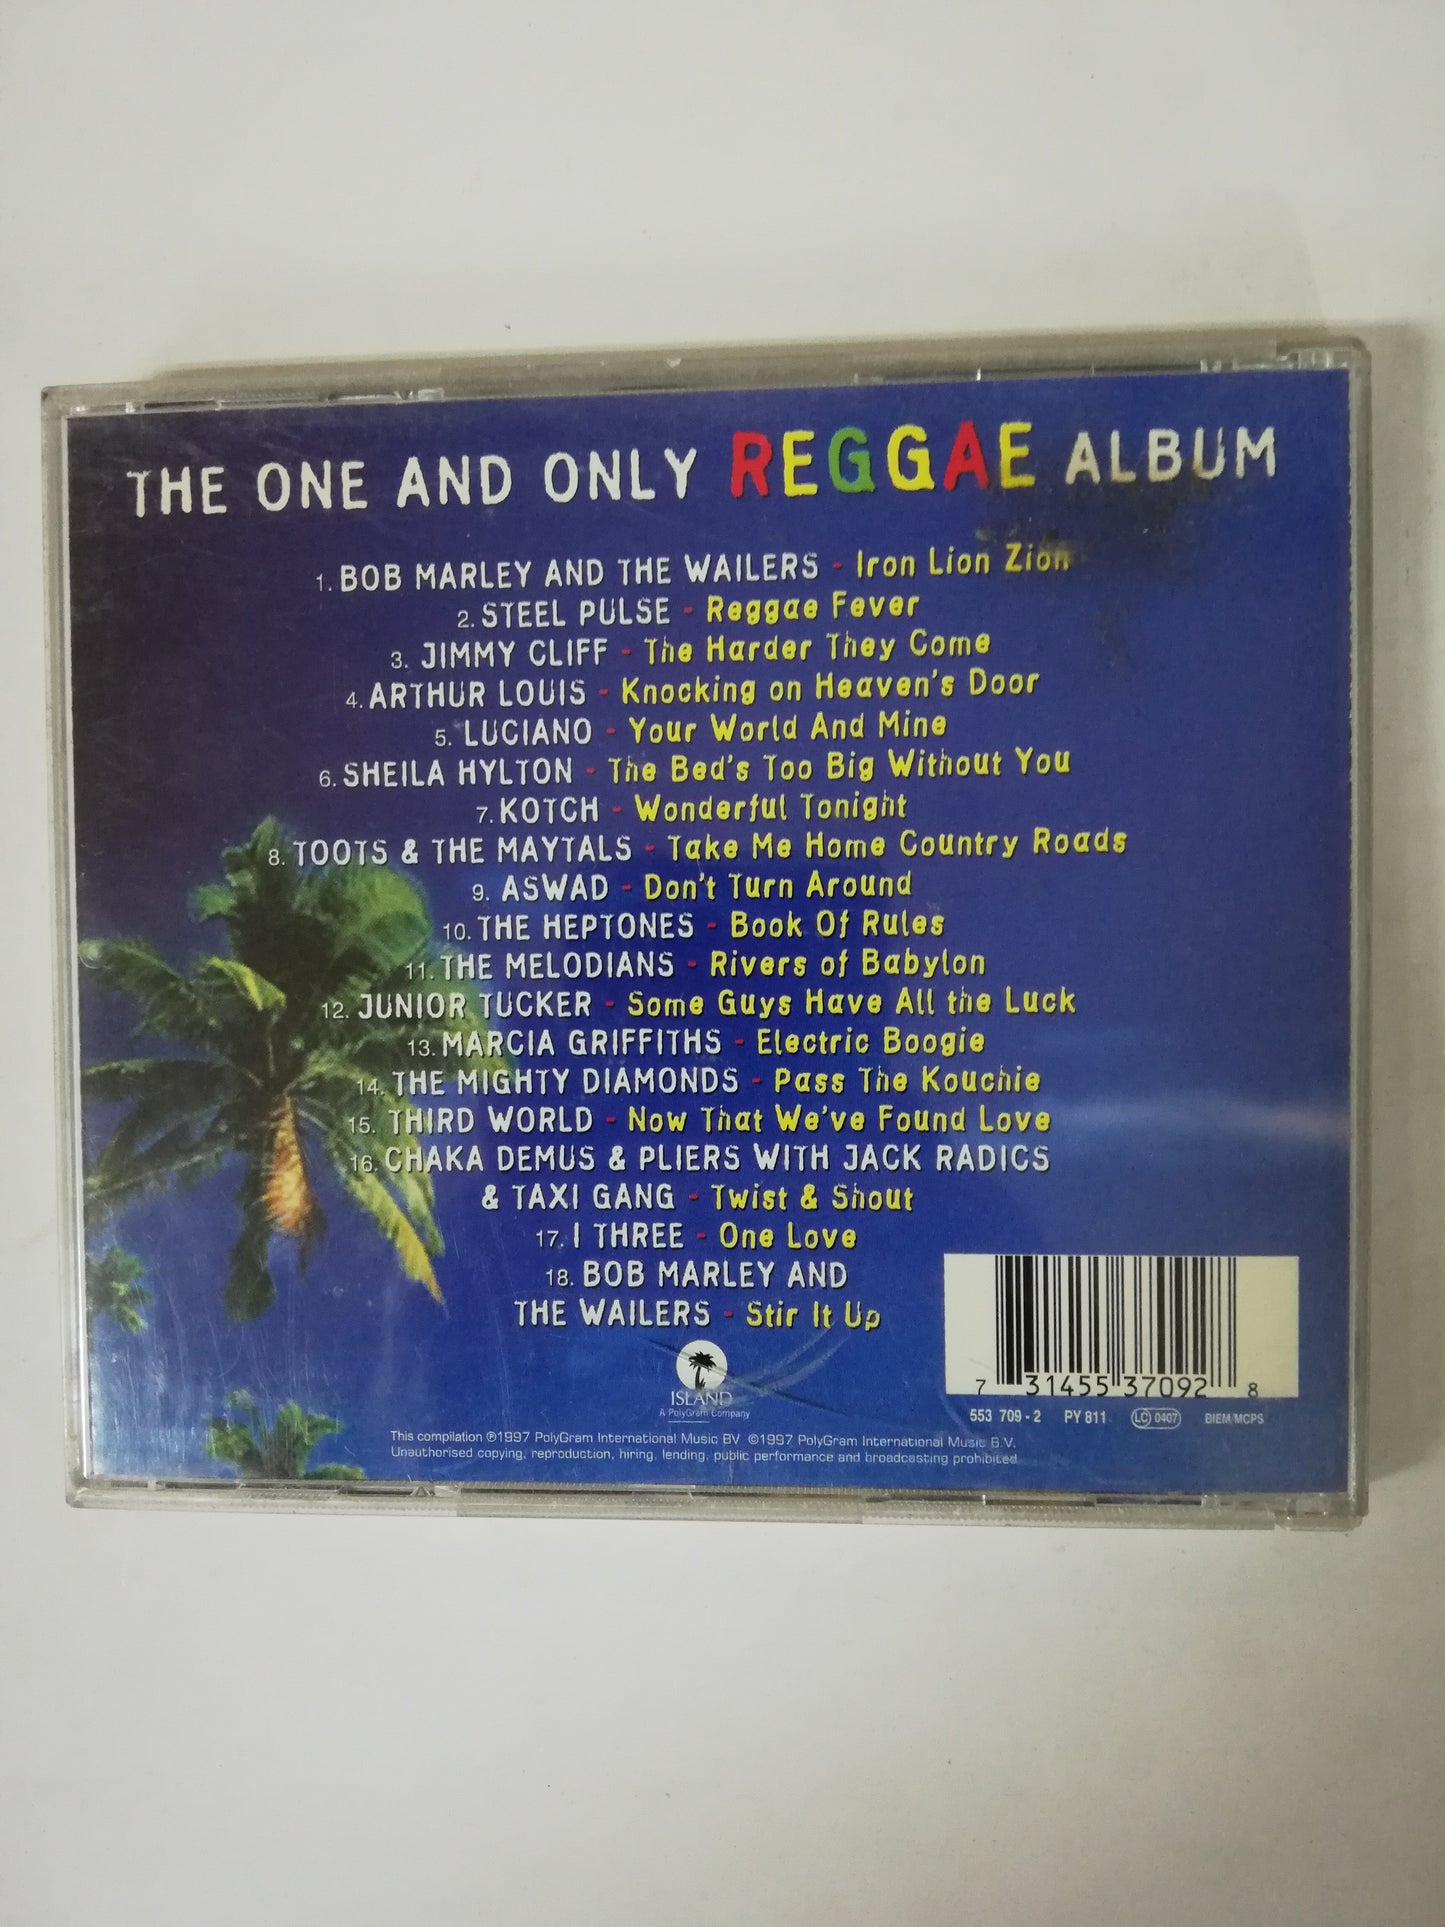 THE ONE AND ONLY REGGAE ALBUM
1. BOB MARLEY AND THE WAILERS - Iron Lion Zion
2. STEEL PULSE - Reggae Fever
3. JIMMY CLIFF - The Harder They Come
4. ARTHUR LOUIS - Knocking on Heaven's Door
5. LUCIANO - Your World And Mine
6. SHEILA HYLTON - The Bed's Too Big Without You
7. KOTCH - Wonderful Tonight
8. TOOTS & THE MAYTALS - Take Me Home Country Roads
9. ASWAD - Don't Turn Around
10. THE HEPTONES - Book Of Rules
11. THE MELODIANS - Rivers of Babylon
12. JUNIOR TUCKER - Some Guys Have All the Luck
13. MARCIA GRIFFITHS - Electric Boogie
14. THE MIGHTY DIAMONDS - Pass The Kouchie
15. THIRD WORLD - Now That We've Found Love
16. CHAKA DEMUS & PLIERS WITH JACK RADICS
& TAXI GANG - Twist & Shout
17. I THREE - One Love
18. BOB MARLEY AND
THE WAILERS - Stir It Up
ISLAND
A PolyGram Company
7 31455 37092 8
553 709 - 2 PY 811 LC 0407 BIEM/MCPS
This compilation ℗1997 PolyGram International Music BV ©1997 PolyGram International Music B.V.
Unauthorised copying, reproduction, hiring, lending, public performance and broadcasting prohibited